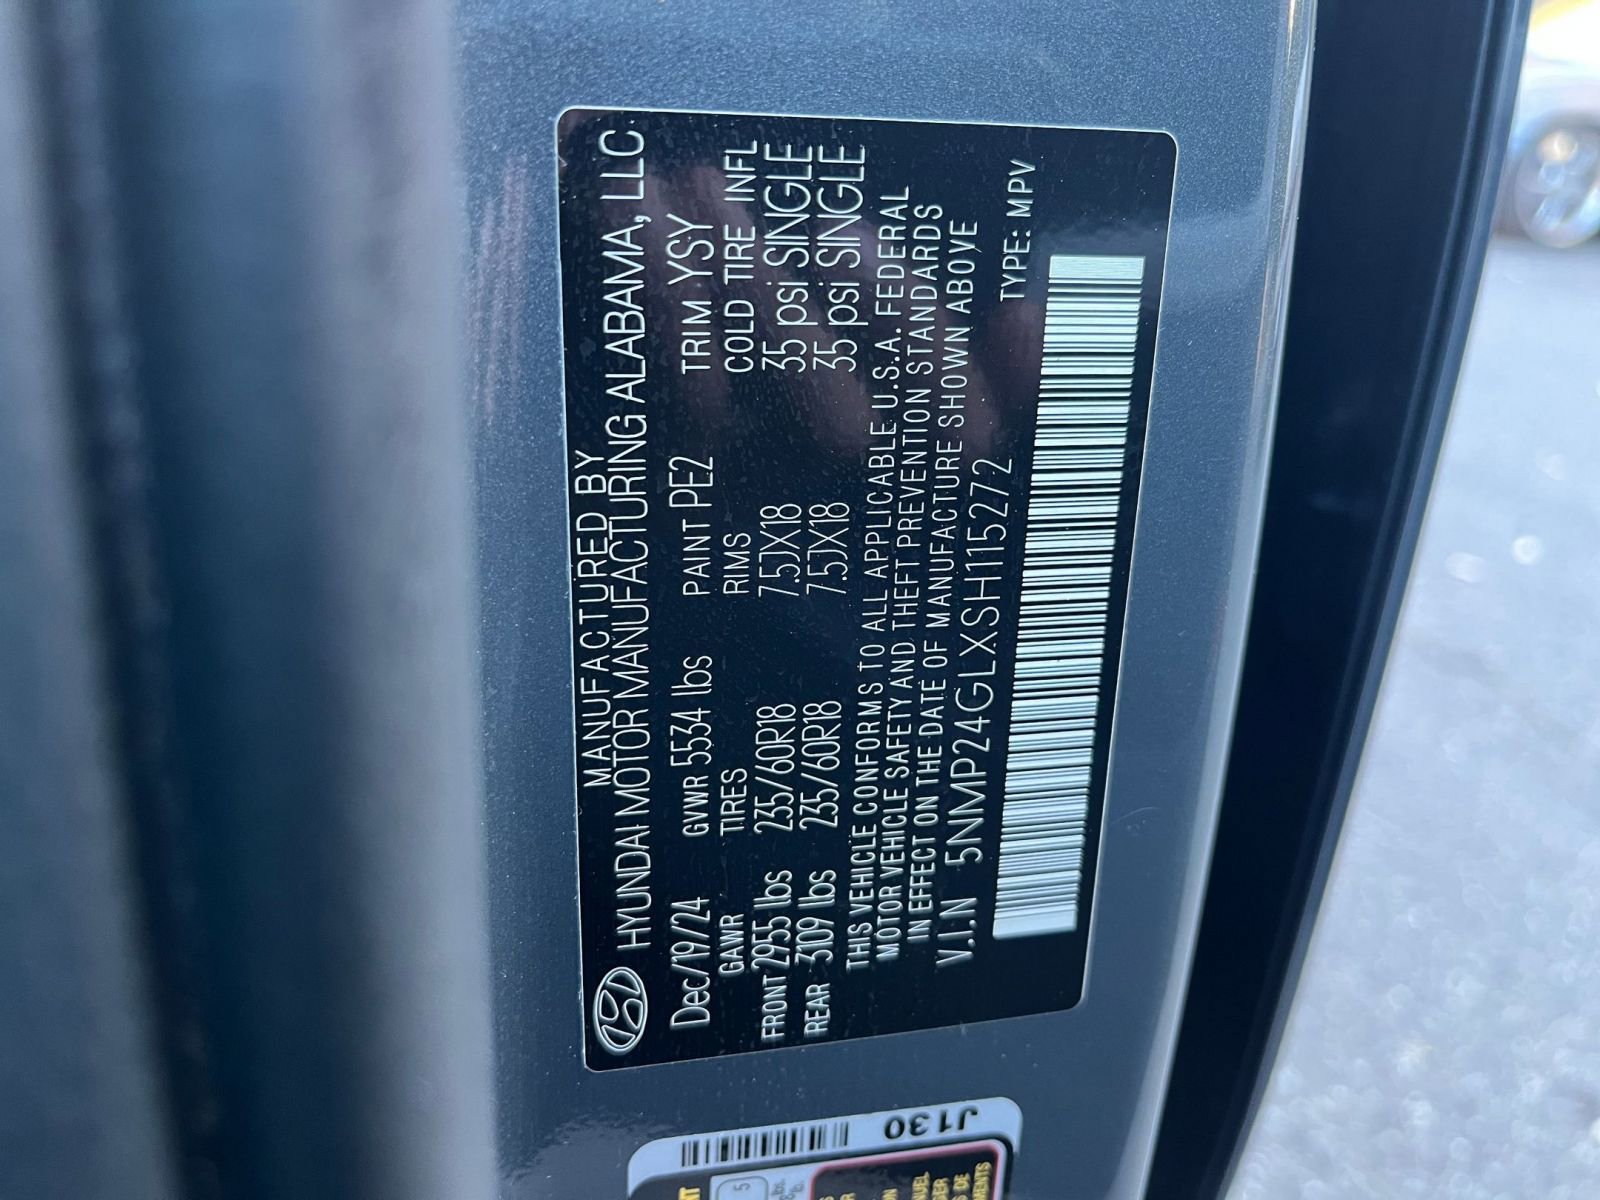 MANUFACTURED BY
HYUNDAI MOTOR MANUFACTURING ALABAMA, LLC
Dec/19/24 GVWR 5534 lbs PAINT PE2 TRIM YSY
GAWR TIRES RIMS COLD TIRE INFL
FRONT 2955 lbs 235/60R18 7.5JX18 35 psi SINGLE
REAR 3109 lbs 235/60R18 7.5JX18 35 psi SINGLE
THIS VEHICLE CONFORMS TO ALL APPLICABLE U.S.A. FEDERAL
MOTOR VEHICLE SAFETY AND THEFT PREVENTION STANDARDS
IN EFFECT ON THE DATE OF MANUFACTURE SHOWN ABOVE
V.I.N 5NMP24GLXSH115272 TYPE: MPV
J130
5